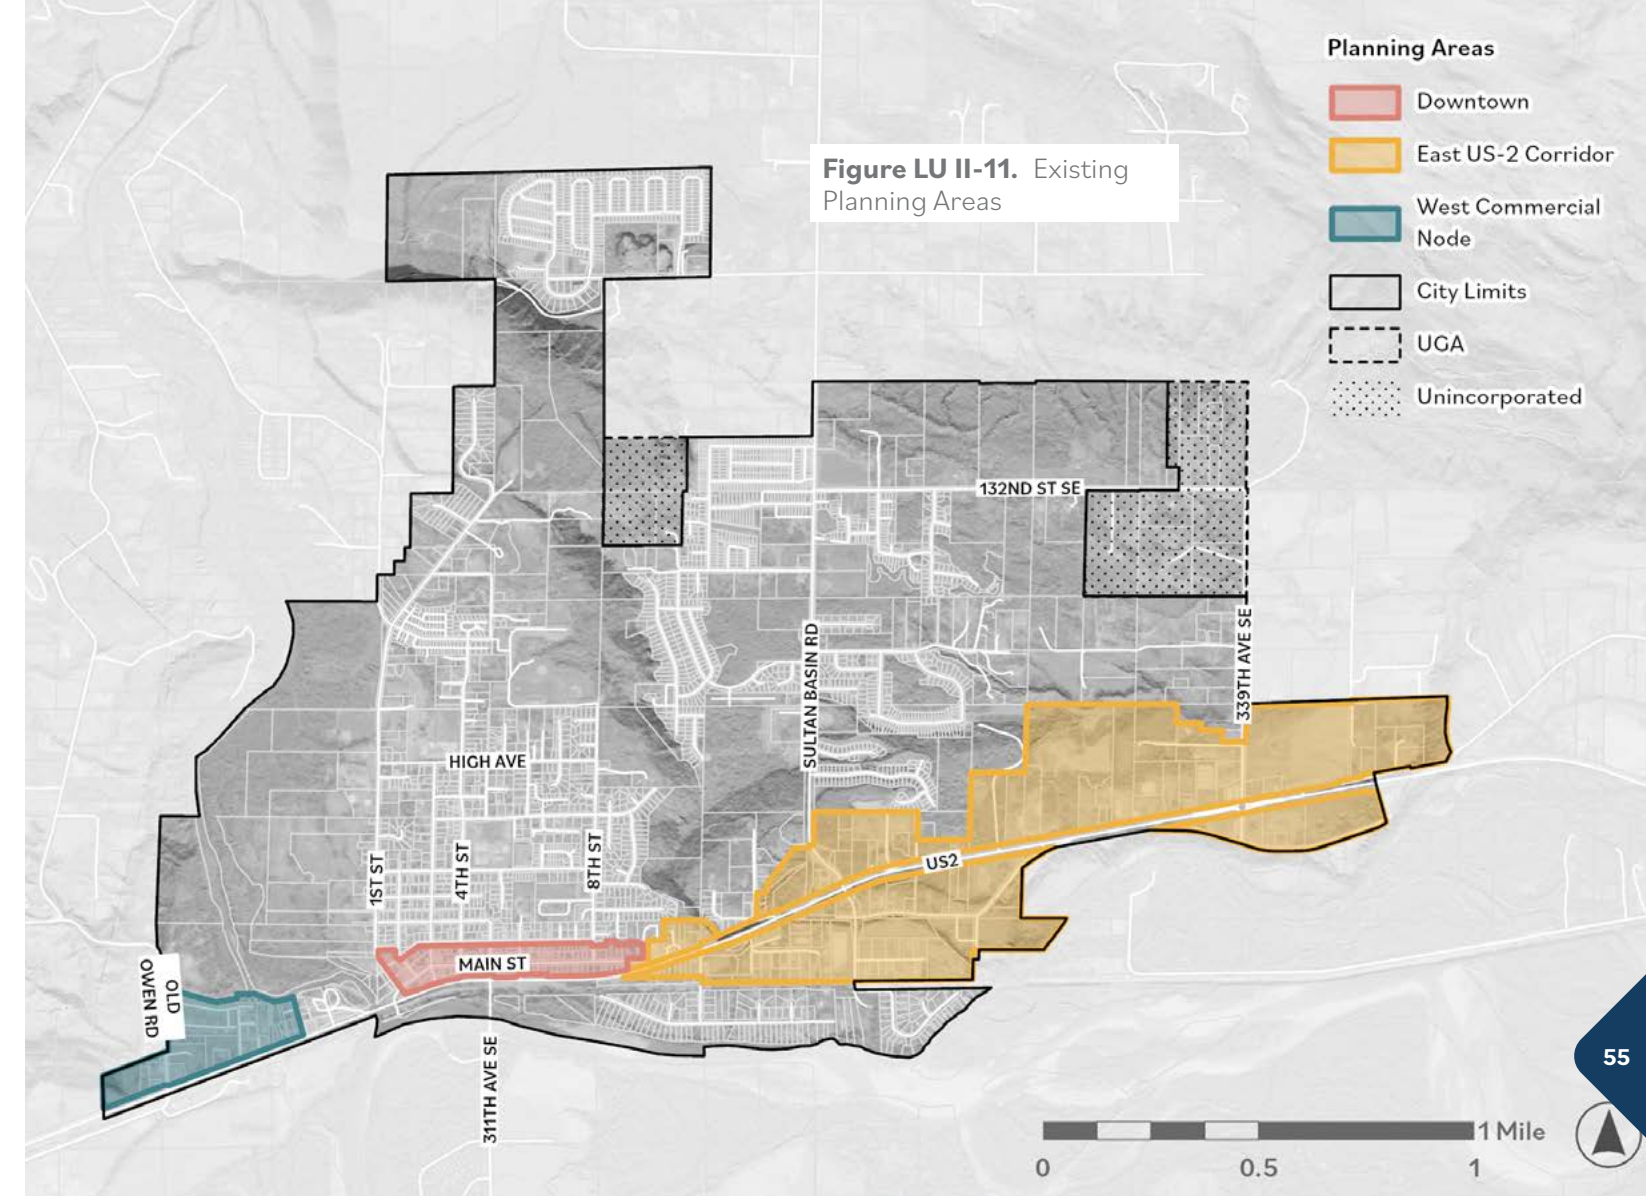 Planning Areas
Downtown
East US-2 Corridor
West Commercial
Node
City Limits
UGA
Unincorporated
Figure LU II-11. Existing
Planning Areas
132ND ST SE
SULTAN BASIN RD
339TH AVE SE
HIGH AVE
1ST ST
4TH ST
8TH ST
US2
MAIN ST
OLD
OWEN RD
311TH AVE SE
55
1 Mile
0
0.5
1